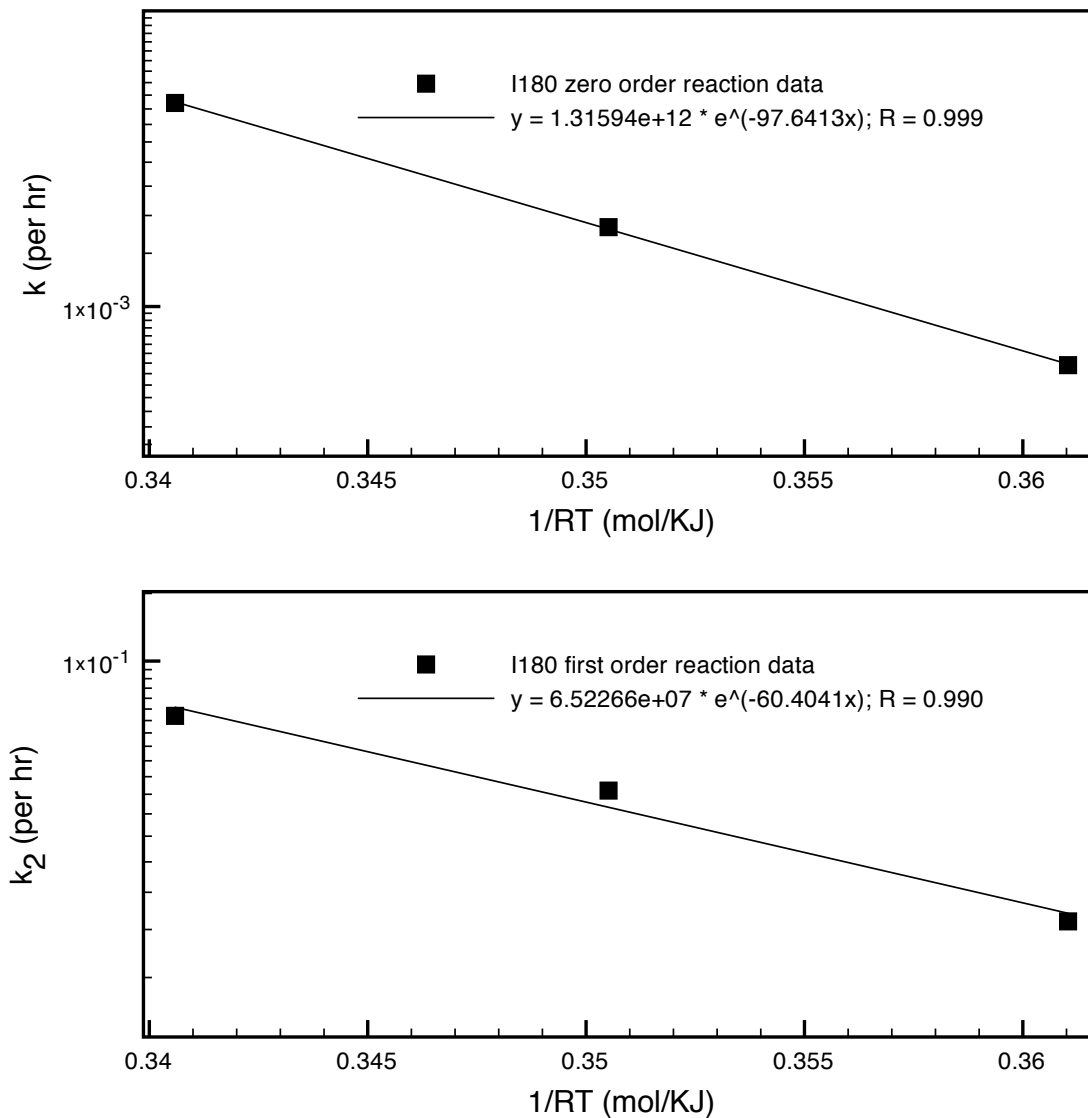 I180 zero order reaction data
y = 1.31594e+12 * e^(-97.6413x); R = 0.999
k (per hr)
1×10-3
0.34 0.345 0.35 0.355 0.36
1/RT (mol/KJ)
1×10-1
I180 first order reaction data
y = 6.52266e+07 * e^(-60.4041x); R = 0.990
k2 (per hr)
0.34 0.345 0.35 0.355 0.36
1/RT (mol/KJ)